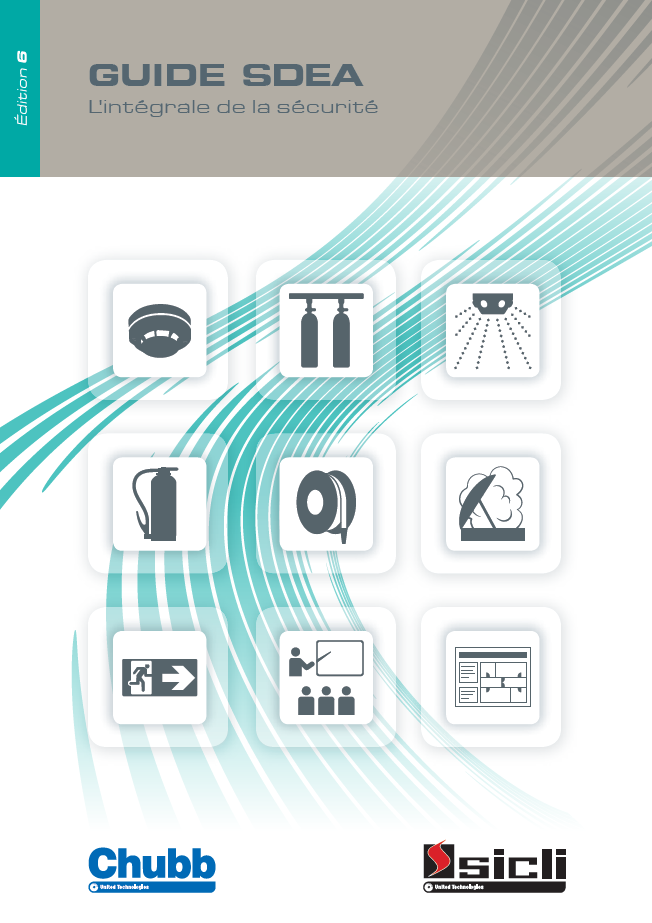 Édition 6
GUIDE SDEA
L'intégrale de la sécurité
Chubb
United Technologies
sicli
United Technologies